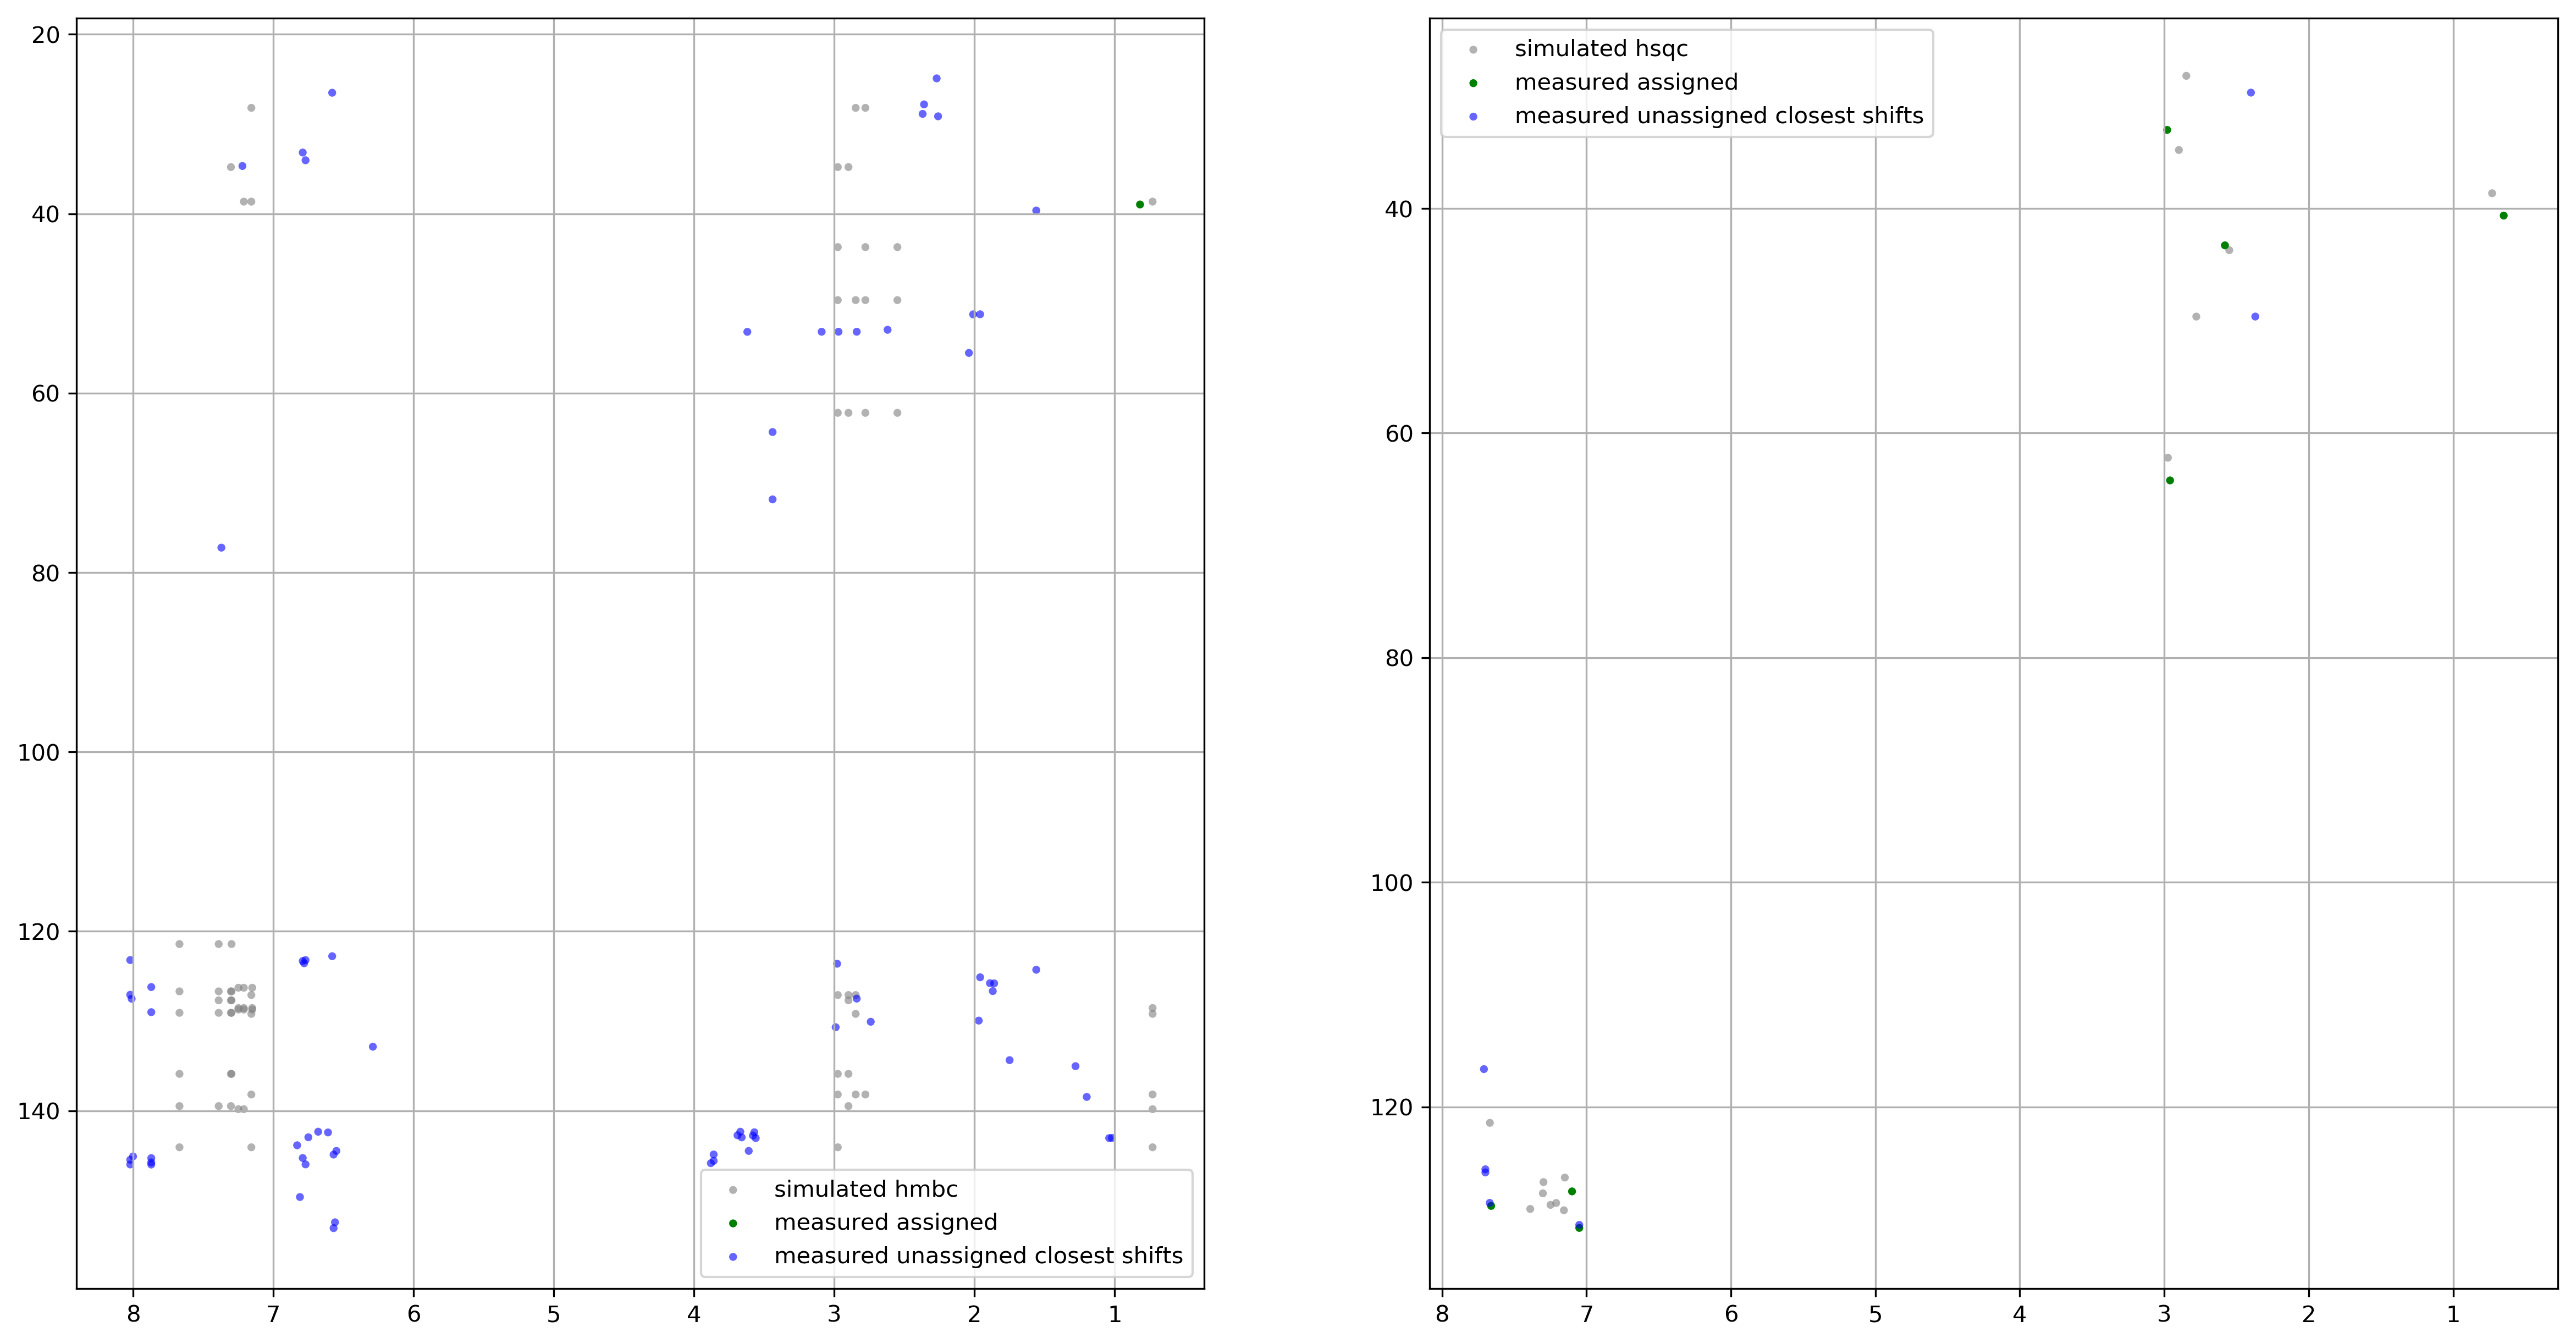 20
40
60
80
100
120
140
8 7 6 5 4 3 2 1
simulated hmbc
measured assigned
measured unassigned closest shifts
simulated hsqc
measured assigned
measured unassigned closest shifts
40
60
80
100
120
8 7 6 5 4 3 2 1